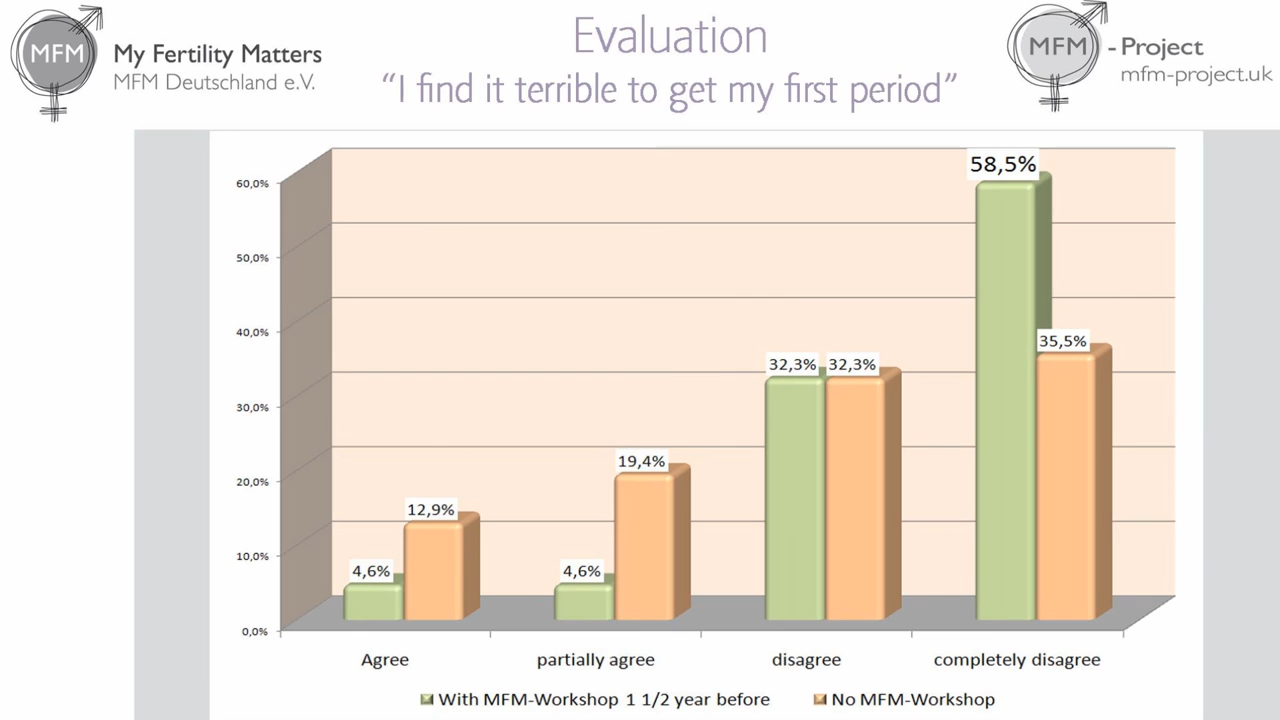 MFM
My Fertility Matters
MFM Deutschland e.V.
Evaluation
“I find it terrible to get my first period”
MFM
-Project
mfm-project.uk
60,0%
50,0%
40,0%
30,0%
20,0%
10,0%
0,0%
4,6%
12,9%
4,6%
19,4%
32,3%
32,3%
58,5%
35,5%
Agree
partially agree
disagree
completely disagree
With MFM-Workshop 1 1/2 year before
No MFM-Workshop